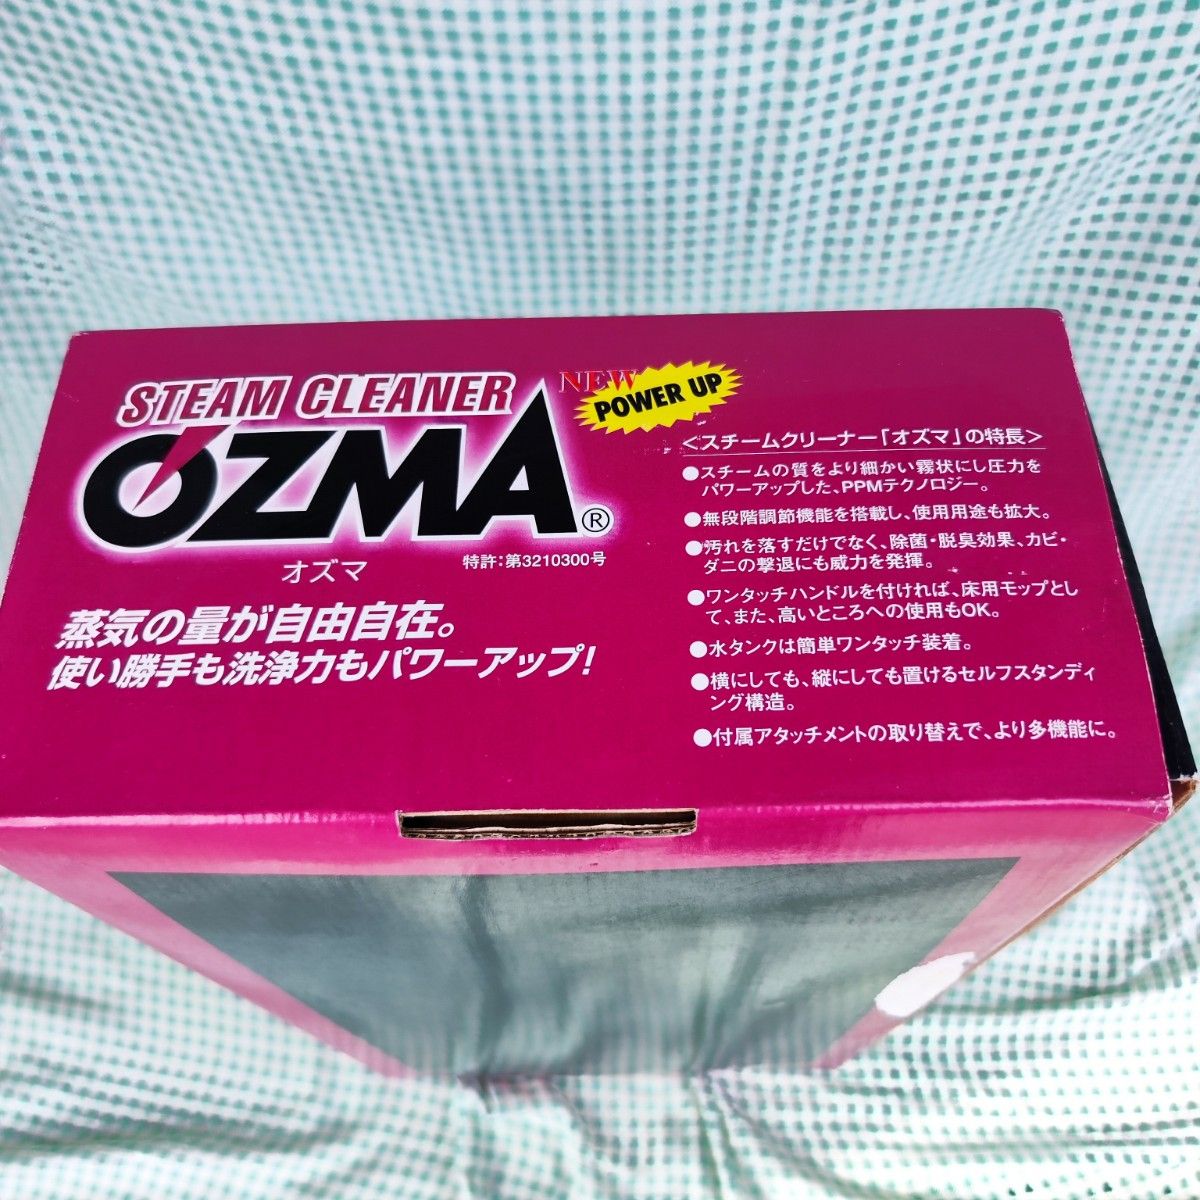 STEAM CLEANER
O'ZMA®
オズマ
特許:第3210300号
NEW
POWER UP
蒸気の量が自由自在。
使い勝手も洗浄力もパワーアップ!
<スチームクリーナー「オズマ」の特長>
●スチームの質をより細かい霧状にし圧力を
パワーアップした、PPMテクノロジー。
●無段階調節機能を搭載し、使用用途も拡大。
●汚れを落すだけでなく、除菌・脱臭効果、カビ・
ダニの撃退にも威力を発揮。
●ワンタッチハンドルを付ければ、床用モップとし
て、また、高いところへの使用もOK。
●水タンクは簡単ワンタッチ装着。
●横にしても、縦にしても置けるセルフスタンディ
ング構造。
●付属アタッチメントの取り替えで、より多機能に。